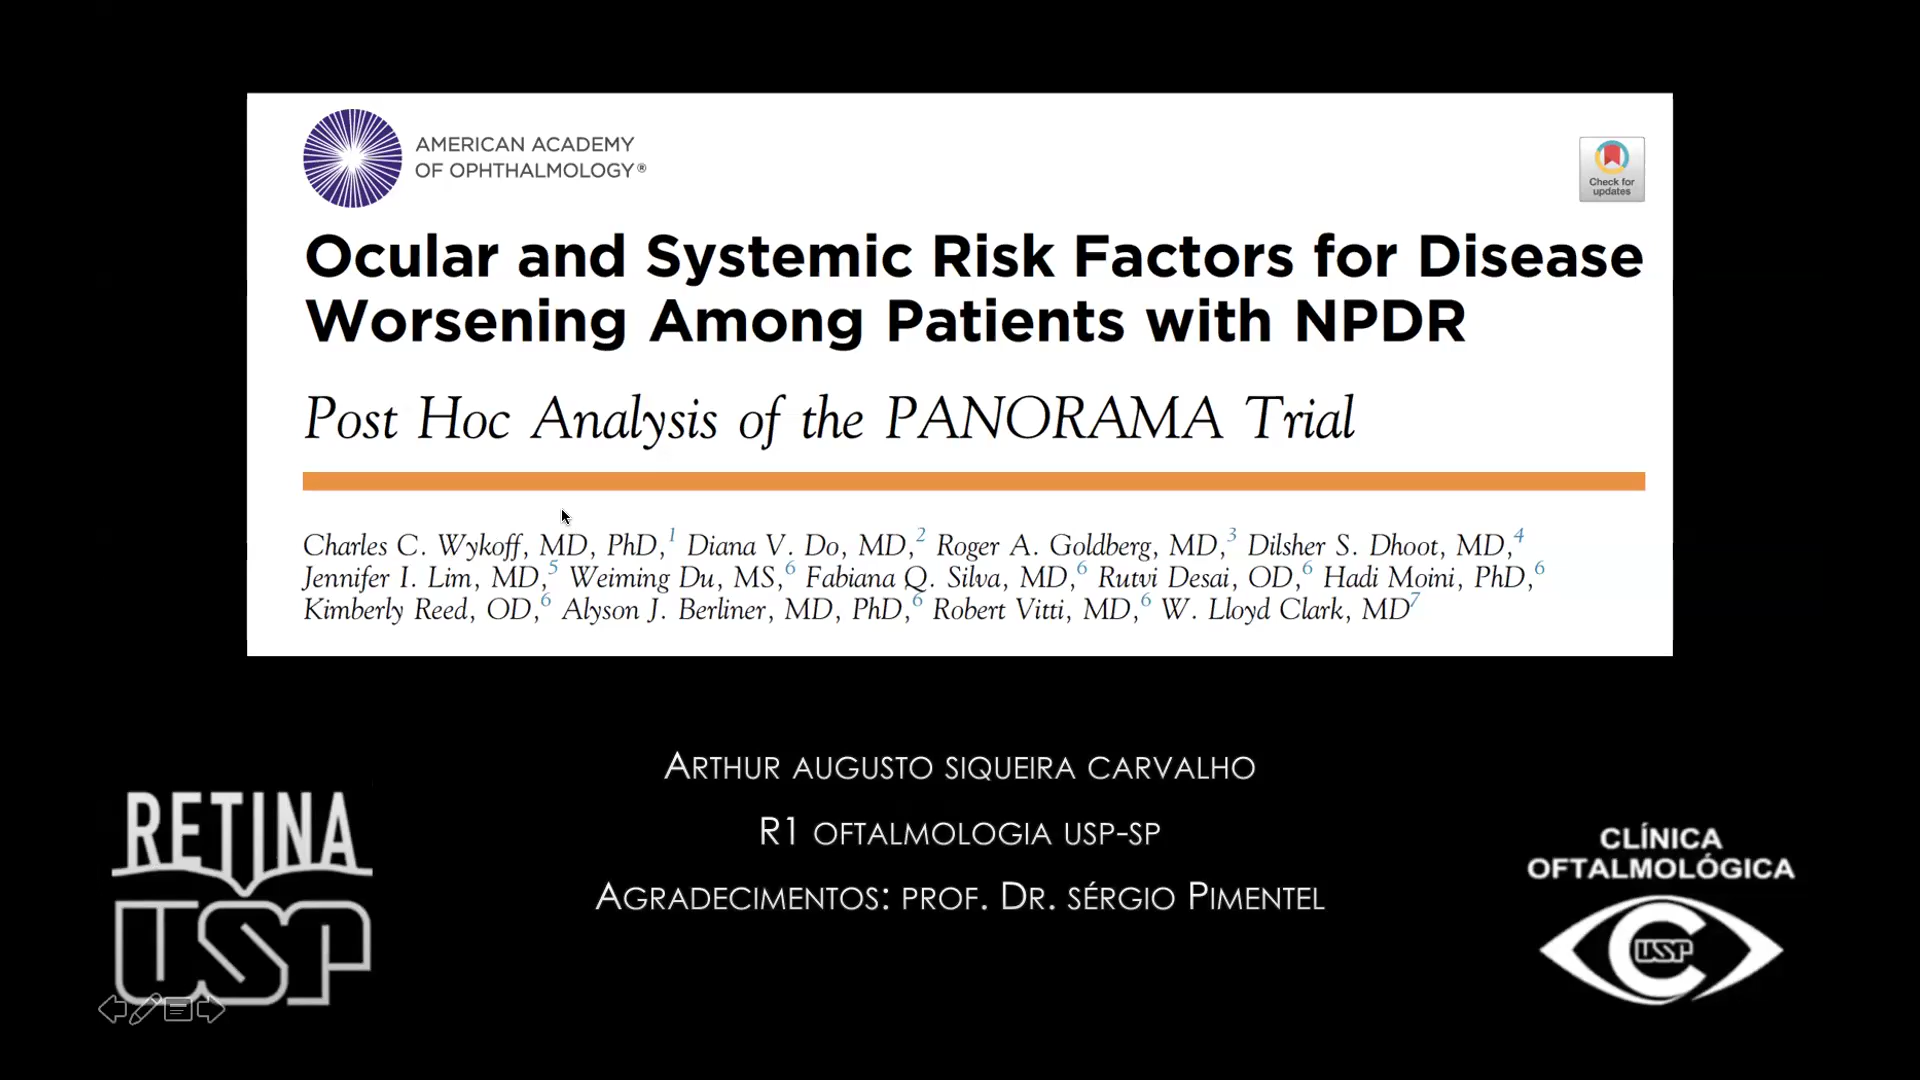 AMERICAN ACADEMY
OF OPHTHALMOLOGY®
Check for
updates
Ocular and Systemic Risk Factors for Disease
Worsening Among Patients with NPDR
Post Hoc Analysis of the PANORAMA Trial
Charles C. Wykoff, MD, PhD,1 Diana V. Do, MD,2 Roger A. Goldberg, MD,3 Dilsher S. Dhoot, MD,4
Jennifer I. Lim, MD,5 Weiming Du, MS,6 Fabiana Q. Silva, MD,6 Rutvi Desai, OD,6 Hadi Moini, PhD,6
Kimberly Reed, OD,6 Alyson J. Berliner, MD, PhD,6 Robert Vitti, MD,6 W. Lloyd Clark, MD7
ARTHUR AUGUSTO SIQUEIRA CARVALHO
R1 OFTALMOLOGIA USP-SP
AGRADECIMENTOS: PROF. DR. SÉRGIO PIMENTEL
RETINA
USP
CLÍNICA
OFTALMOLÓGICA
USP